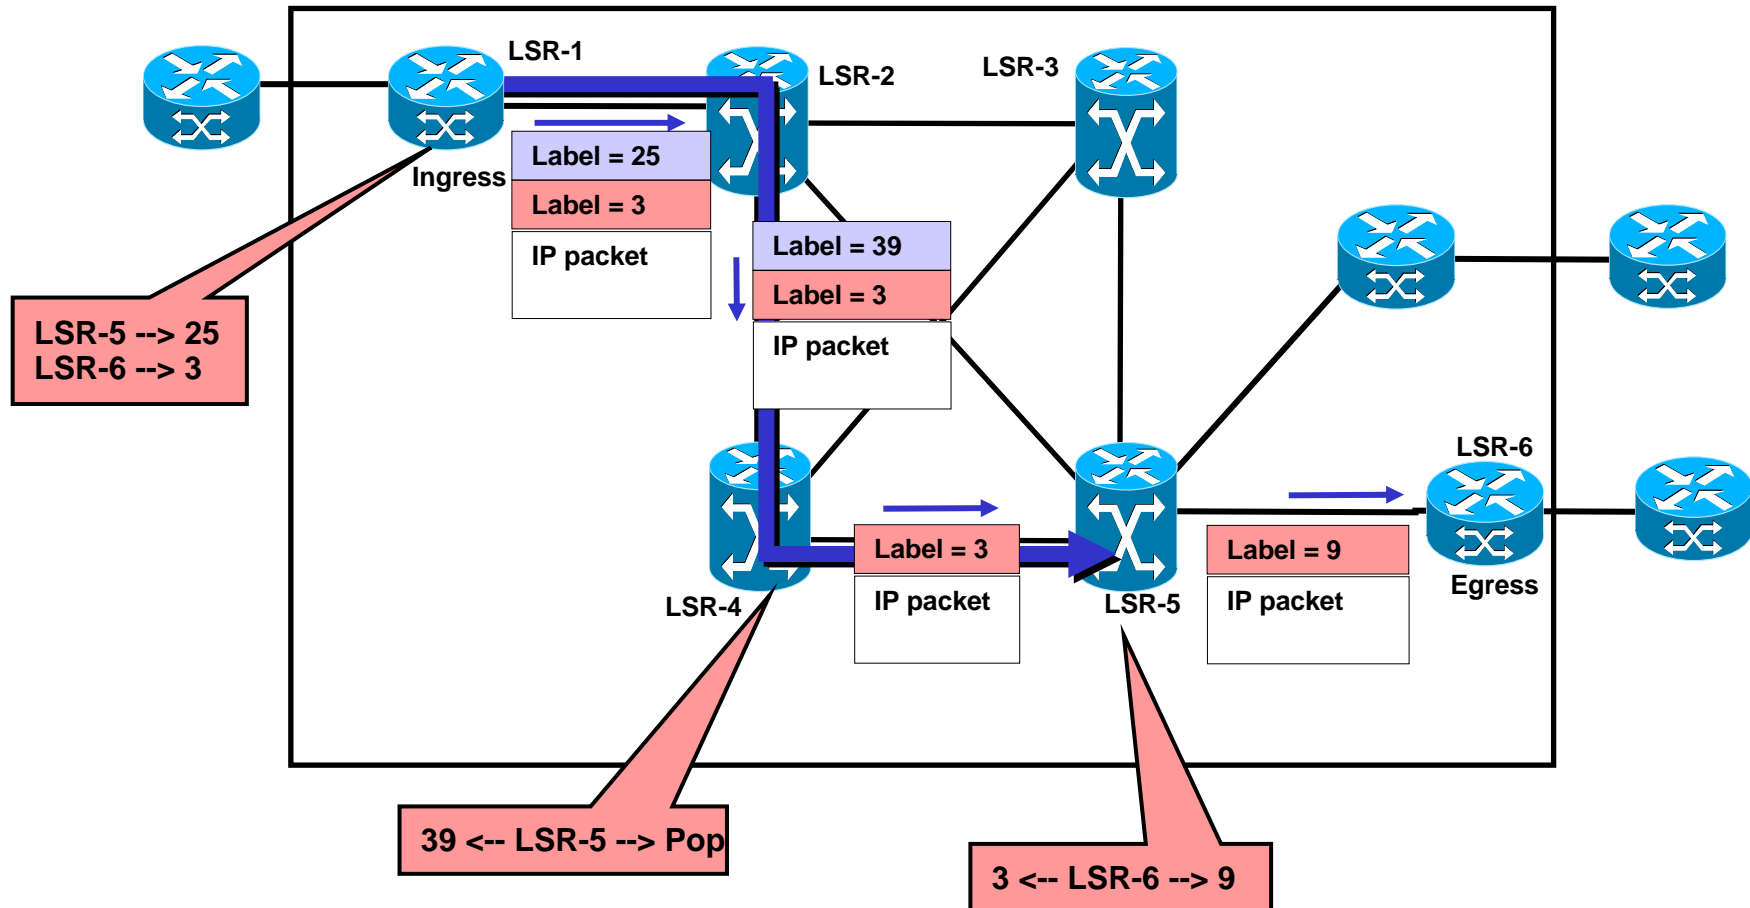 LSR-1
LSR-2
LSR-3
Ingress
Label = 25
Label = 3
IP packet
Label = 39
Label = 3
IP packet
LSR-5 --> 25
LSR-6 --> 3
LSR-6
Label = 3
IP packet
Label = 9
IP packet
Egress
LSR-4
LSR-5
39 <-- LSR-5 --> Pop
3 <-- LSR-6 --> 9